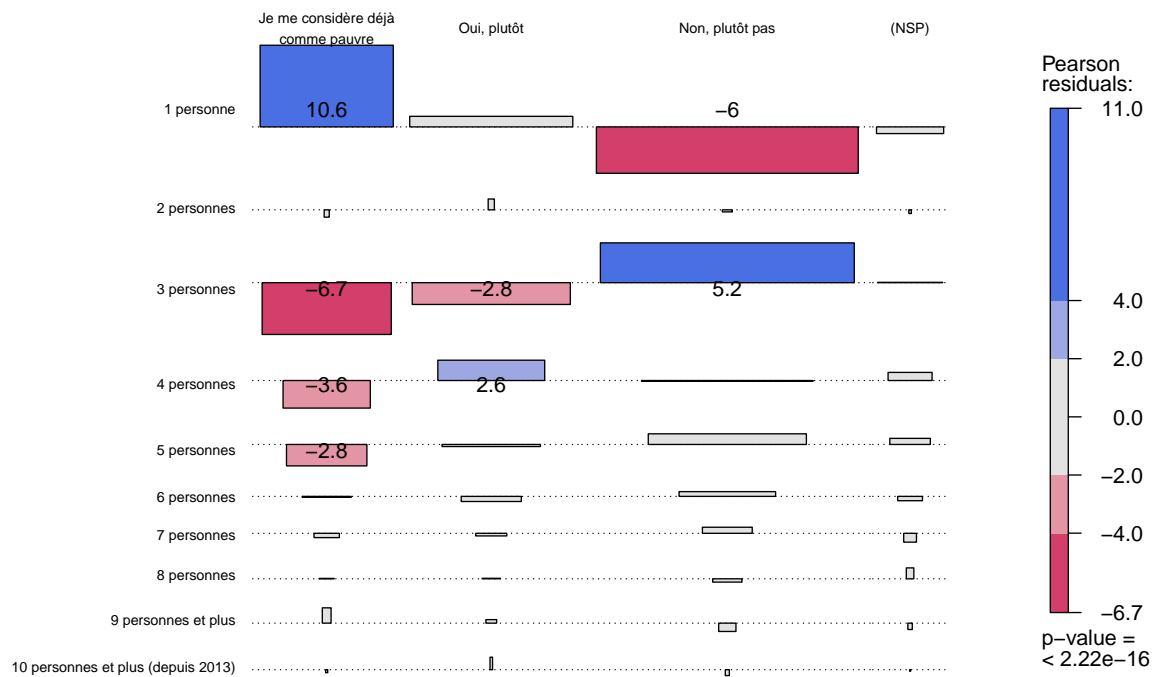 Je me considère déjà
comme pauvre
Oui, plutôt
Non, plutôt pas
(NSP)
Pearson
residuals:
11.0
4.0
2.0
0.0
−2.0
−4.0
−6.7
p−value =
< 2.22e−16
1 personne
10.6
−6
2 personnes
3 personnes
−6.7
−2.8
5.2
4 personnes
−3.6
2.6
5 personnes
−2.8
6 personnes
7 personnes
8 personnes
9 personnes et plus
10 personnes et plus (depuis 2013)